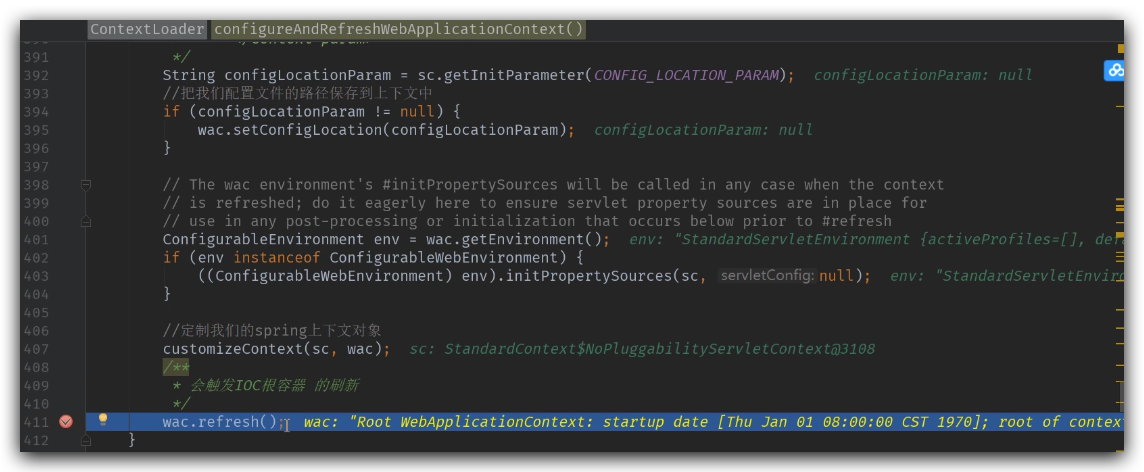 ContextLoader configureAndRefreshWebApplicationContext()
391 */
392 String configLocationParam = sc.getInitParameter(CONFIG_LOCATION_PARAM); configLocationParam: null
393 //把我们配置文件的路径保存到上下文中
394 if (configLocationParam != null) {
395 wac.setConfigLocation(configLocationParam); configLocationParam: null
396 }
397
398 // The wac environment's #initPropertySources will be called in any case when the context
399 // is refreshed; do it eagerly here to ensure servlet property sources are in place for
400 // use in any post-processing or initialization that occurs below prior to #refresh
401 ConfigurableEnvironment env = wac.getEnvironment(); env: "StandardServletEnvironment {activeProfiles=[], def
402 if (env instanceof ConfigurableWebEnvironment) {
403 ((ConfigurableWebEnvironment) env).initPropertySources(sc, servletConfig: null); env: "StandardServletEnviro
404 }
405
406 //定制我们的spring上下文对象
407 customizeContext(sc, wac); sc: StandardContext$NoPluggabilityServletContext@3108
408 /**
409 * 会触发IOC根容器 的刷新
410 */
411 wac.refresh(); wac: "Root WebApplicationContext: startup date [Thu Jan 01 08:00:00 CST 1970]; root of contex
412 }